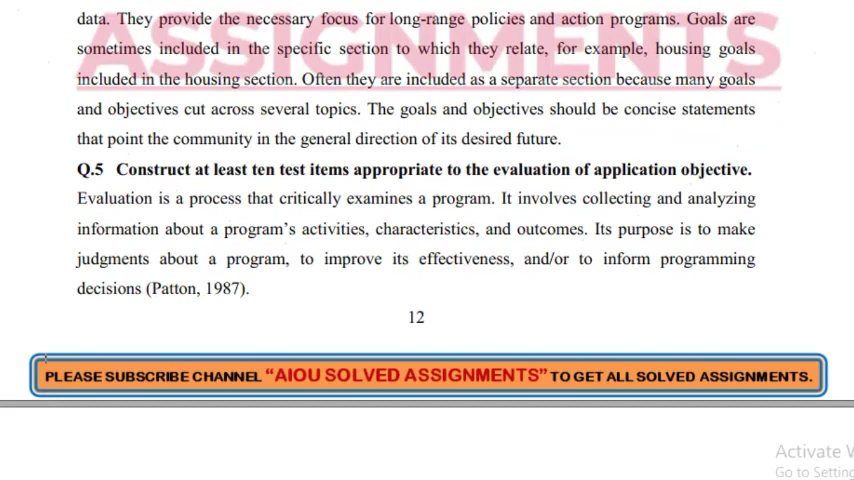 data. They provide the necessary focus for long-range policies and action programs. Goals are
ASSIGNMENTS
sometimes included in the specific section to which they relate, for example, housing goals
included in the housing section. Often they are included as a separate section because many goals
and objectives cut across several topics. The goals and objectives should be concise statements
that point the community in the general direction of its desired future.
Q.5 Construct at least ten test items appropriate to the evaluation of application objective.
Evaluation is a process that critically examines a program. It involves collecting and analyzing
information about a program's activities, characteristics, and outcomes. Its purpose is to make
judgments about a program, to improve its effectiveness, and/or to inform programming
decisions (Patton, 1987).
12
PLEASE SUBSCRIBE CHANNEL "AIOU SOLVED ASSIGNMENTS" TO GET ALL SOLVED ASSIGNMENTS.
Activate
Go to Setting